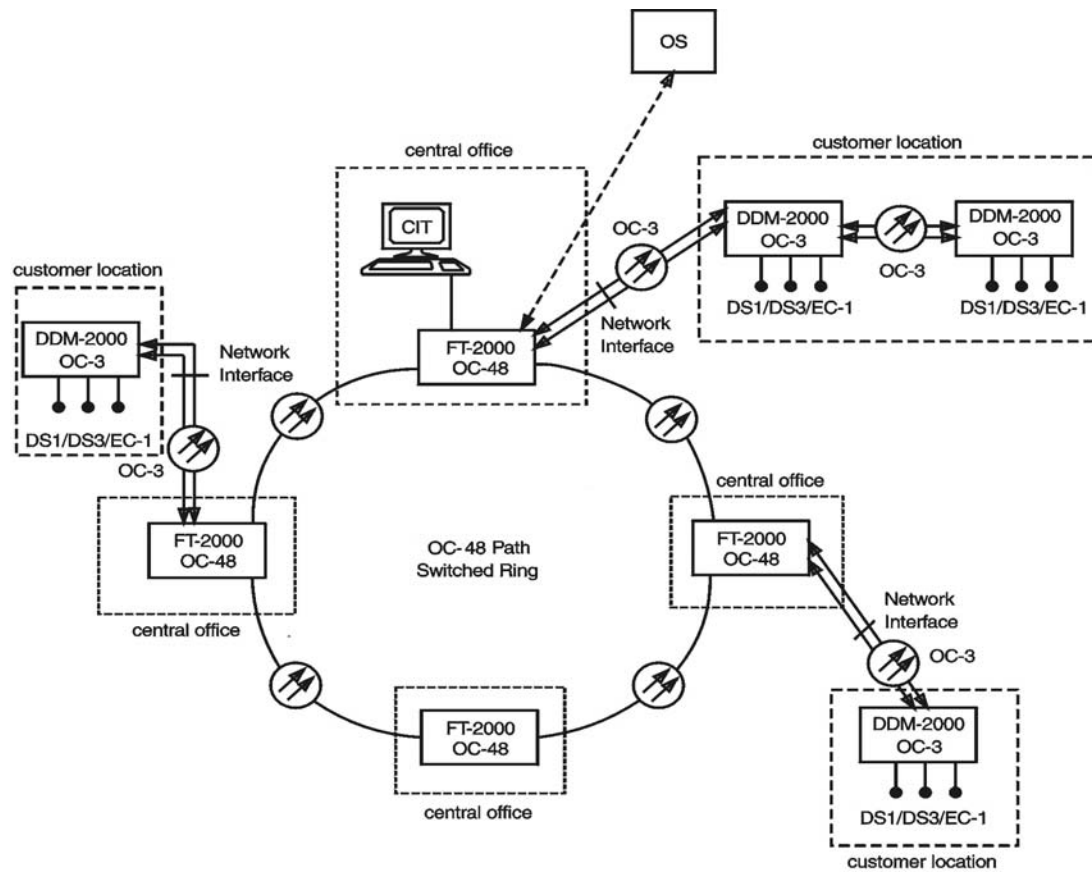 OS
central office
customer location
CIT
OC-3
DDM-2000
OC-3
DDM-2000
OC-3
OC-3
DS1/DS3/EC-1
DS1/DS3/EC-1
customer location
DDM-2000
OC-3
Network
Interface
Network
Interface
FT-2000
OC-48
DS1/DS3/EC-1
OC-3
central office
FT-2000
OC-48
OC-48 Path
Switched Ring
central office
FT-2000
OC-48
Network
Interface
OC-3
FT-2000
OC-48
central office
DDM-2000
OC-3
DS1/DS3/EC-1
customer location